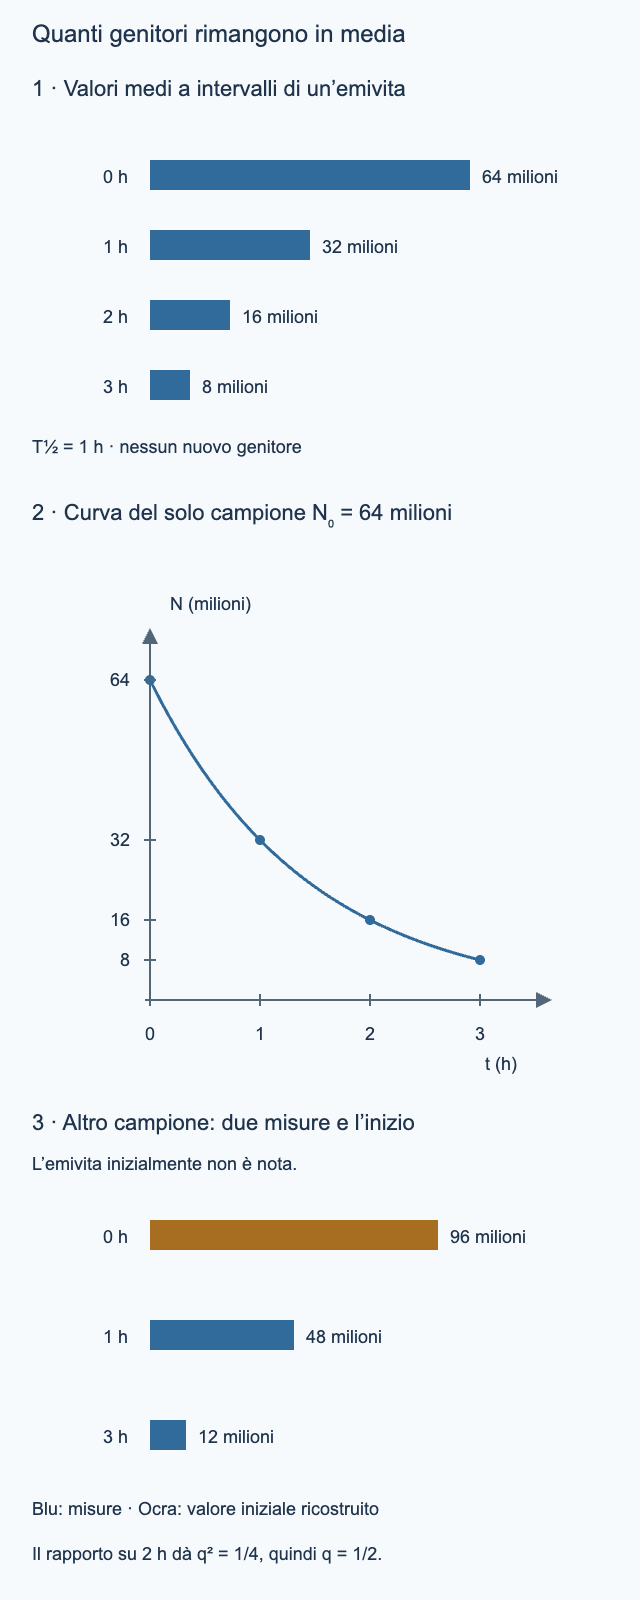 Quanti genitori rimangono in media
1 · Valori medi a intervalli di un’emivita
0 h 64 milioni
1 h 32 milioni
2 h 16 milioni
3 h 8 milioni
T½ = 1 h · nessun nuovo genitore
2 · Curva del solo campione N₀ = 64 milioni
N (milioni)
64
32
16
8
0 1 2 3
t (h)
3 · Altro campione: due misure e l’inizio
L’emivita inizialmente non è nota.
0 h 96 milioni
1 h 48 milioni
3 h 12 milioni
Blu: misure · Ocra: valore iniziale ricostruito
Il rapporto su 2 h dà q² = 1/4, quindi q = 1/2.